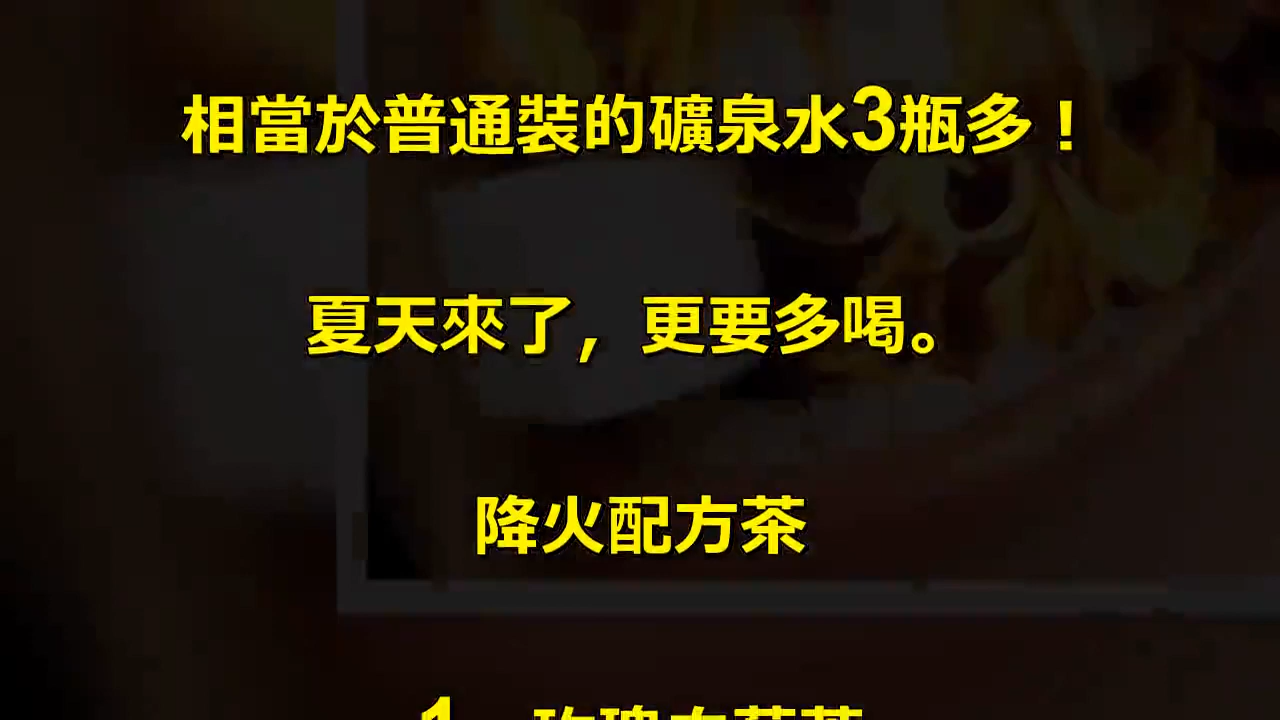 相當於普通裝的礦泉水3瓶多！
夏天來了，更要多喝。
降火配方茶
1